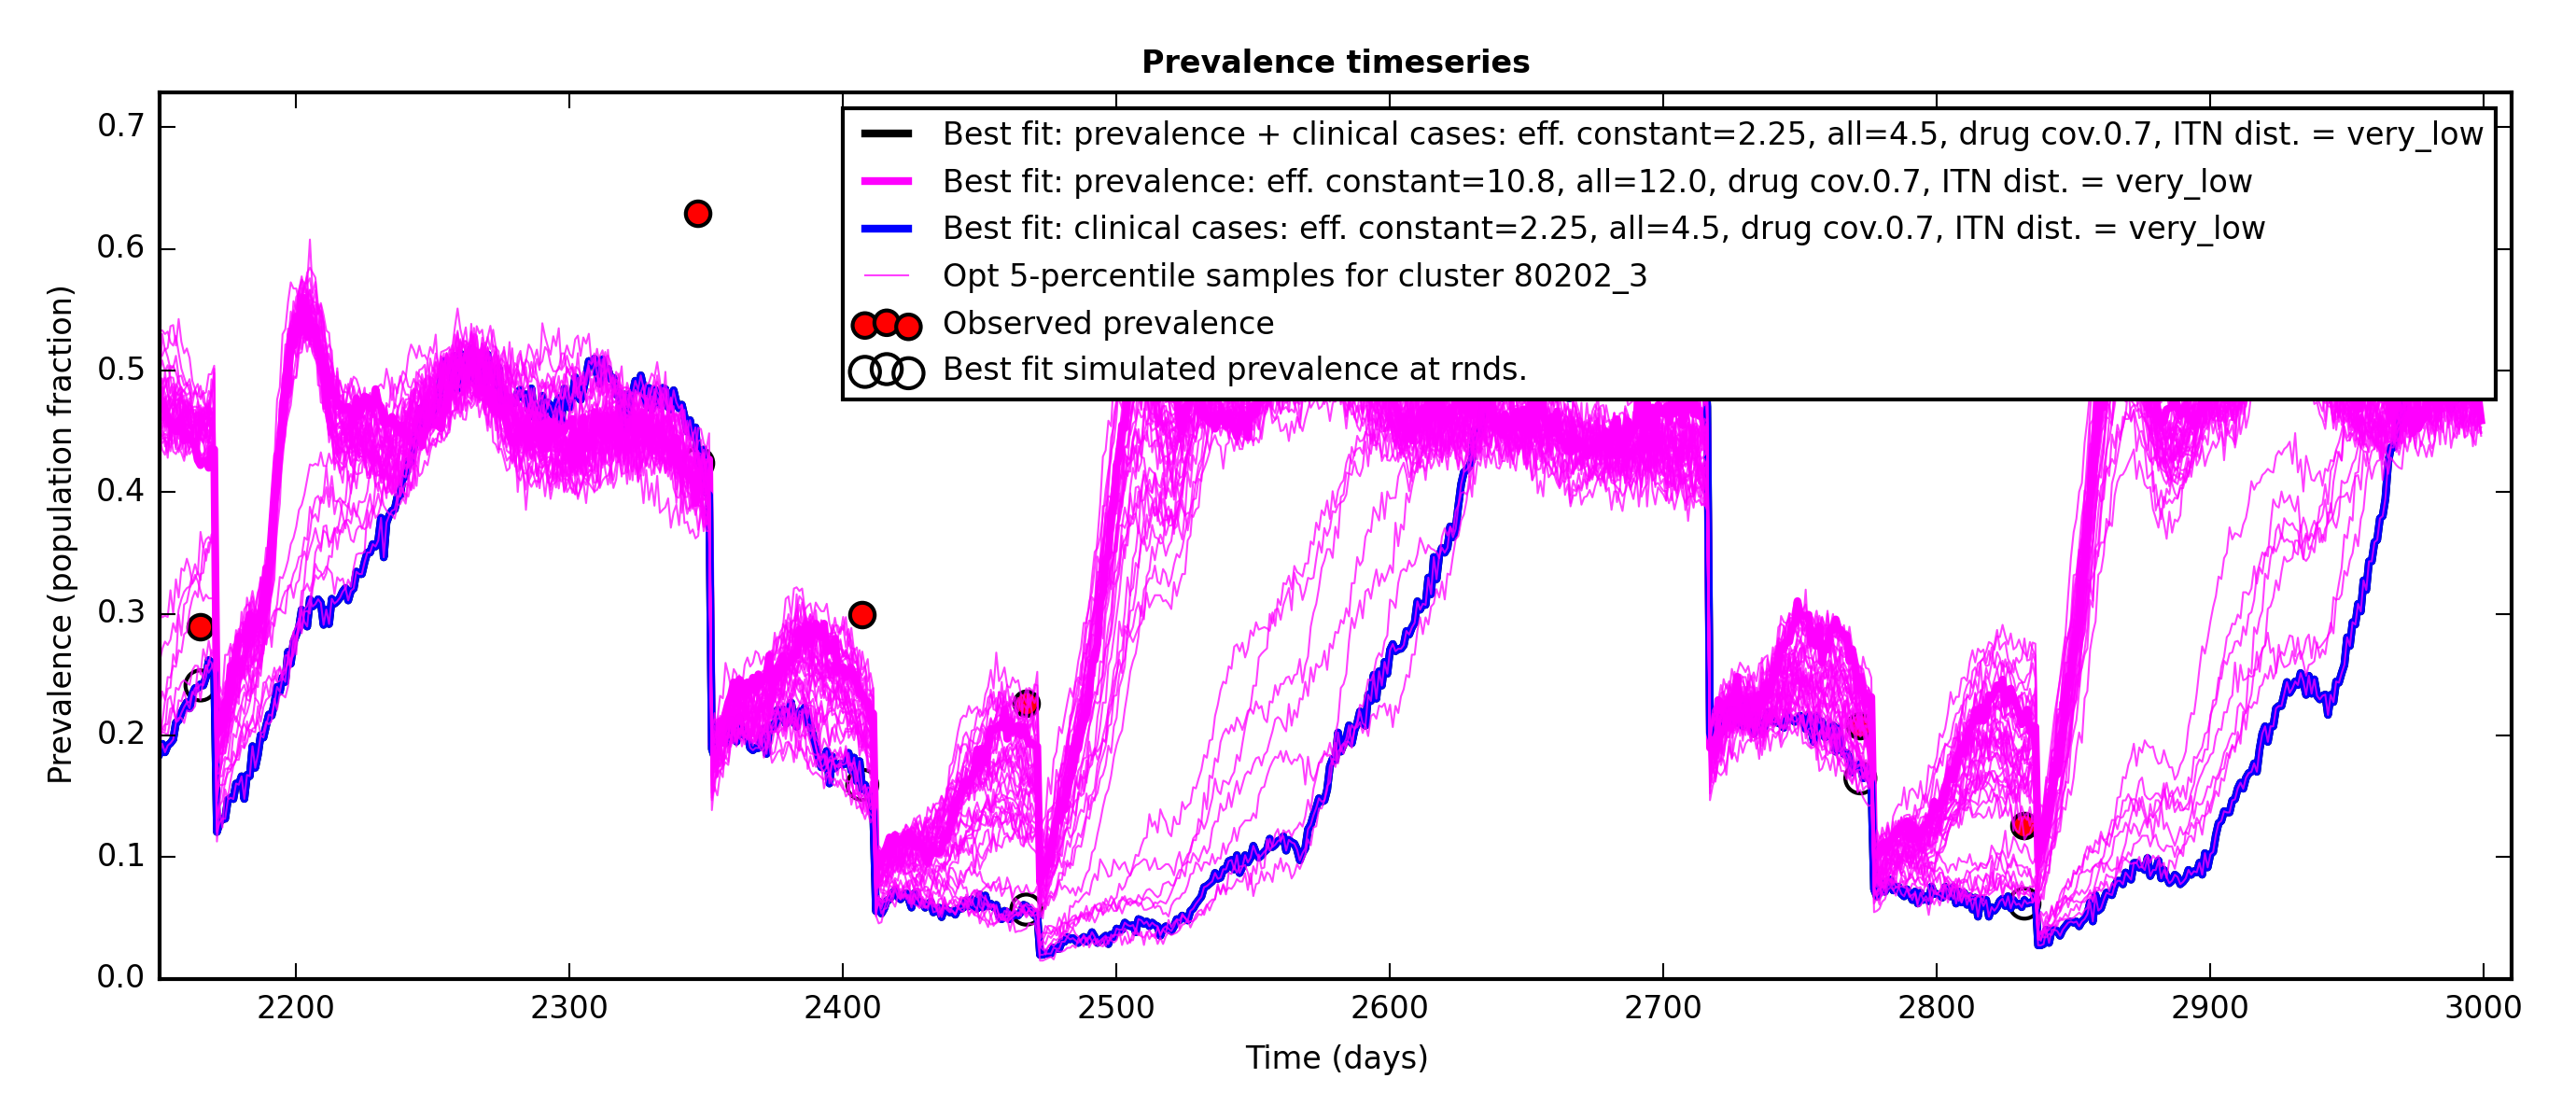 Prevalence timeseries
Best fit: prevalence + clinical cases: eff. constant=2.25, all=4.5, drug cov.0.7, ITN dist. = very_low
Best fit: prevalence: eff. constant=10.8, all=12.0, drug cov.0.7, ITN dist. = very_low
Best fit: clinical cases: eff. constant=2.25, all=4.5, drug cov.0.7, ITN dist. = very_low
Opt 5-percentile samples for cluster 80202_3
Observed prevalence
Best fit simulated prevalence at rnds.
Prevalence (population fraction)
0.7
0.6
0.5
0.4
0.3
0.2
0.1
0.0
2200 2300 2400 2500 2600 2700 2800 2900 3000
Time (days)